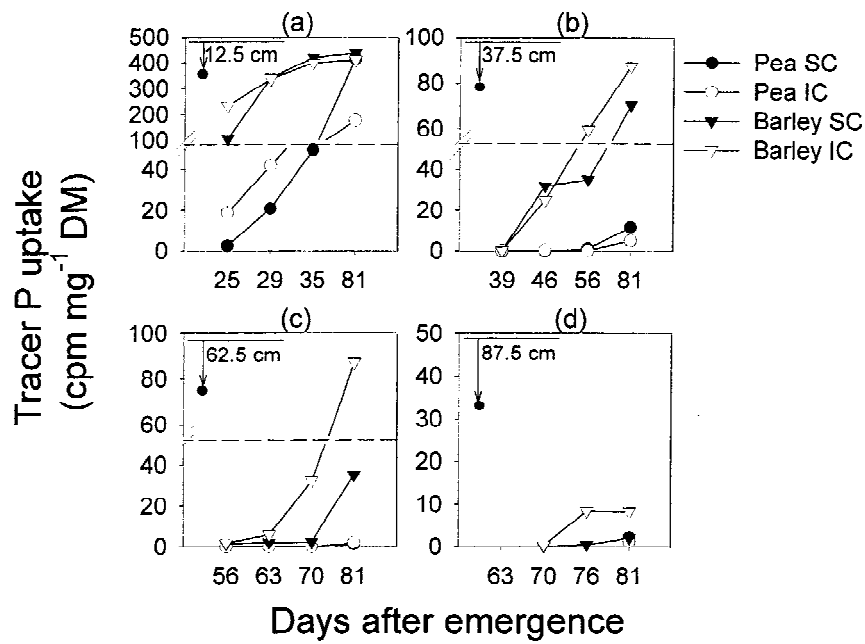 (a)
(b)
500
400
300
200
100
40
20
0
12.5 cm
25 29 35 81
80
60
40
20
0
37.5 cm
39 46 56 81
Pea SC
Pea IC
Barley SC
Barley IC
Tracer P uptake
(cpm mg⁻¹ DM)
(c)
(d)
100
80
60
40
20
0
62.5 cm
56 63 70 81
50
40
30
20
10
0
87.5 cm
63 70 76 81
Days after emergence